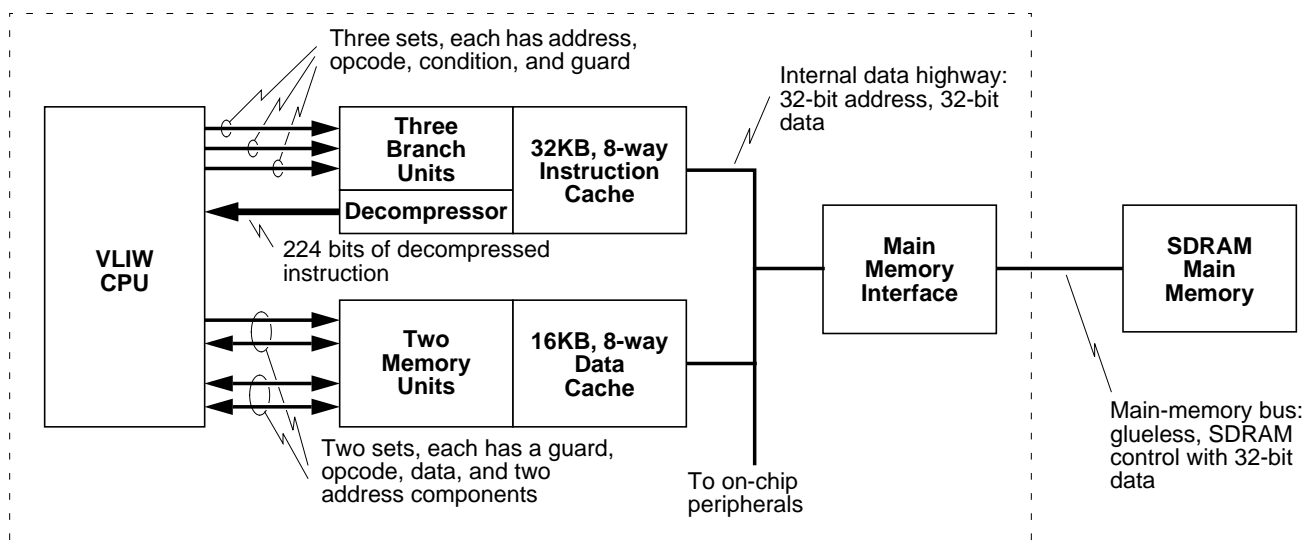 Three sets, each has address,
opcode, condition, and guard
Internal data highway:
32-bit address, 32-bit
data
VLIW
CPU
Three
Branch
Units
Decompressor
32KB, 8-way
Instruction
Cache
224 bits of decompressed
instruction
Main
Memory
Interface
SDRAM
Main
Memory
Two
Memory
Units
16KB, 8-way
Data
Cache
Two sets, each has a guard,
opcode, data, and two
address components
To on-chip
peripherals
Main-memory bus:
glueless, SDRAM
control with 32-bit
data